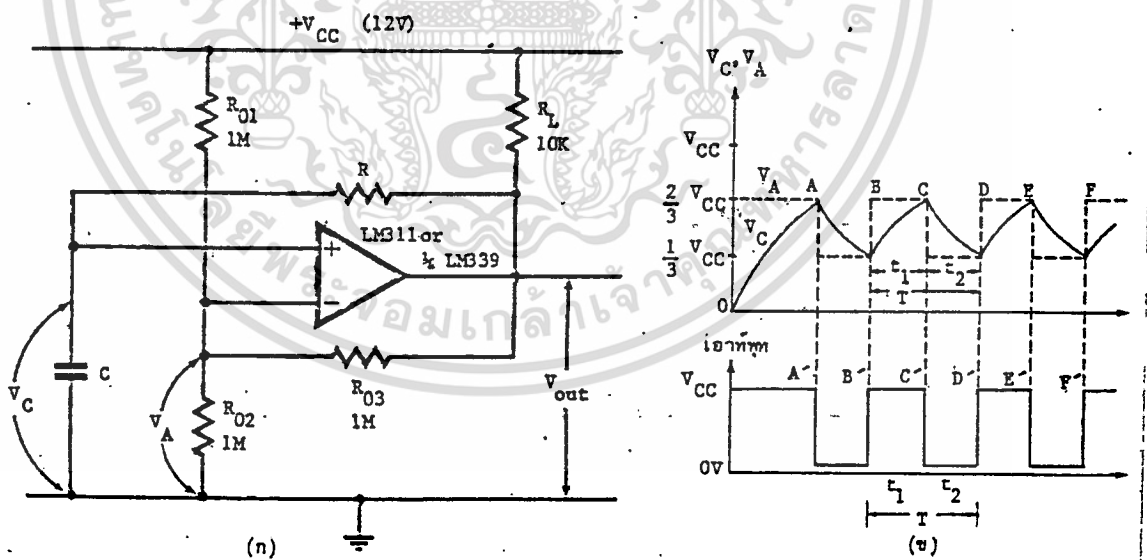 +V_CC (12V)
R_01
1M
R_L
10K
R
LM311or
¼ LM339
+
−
C
V_C
V_A
R_02
1M
R_03
1M
V_out
(ก)
V_C, V_A
V_CC
2/3 V_CC
1/3 V_CC
0
V_A
V_C
A B C D E F
t_1 t_2
T
เอาท์พุท
V_CC
0V
A´ B´ C´ D´ E´ F´
t_1 t_2
T
(ข)